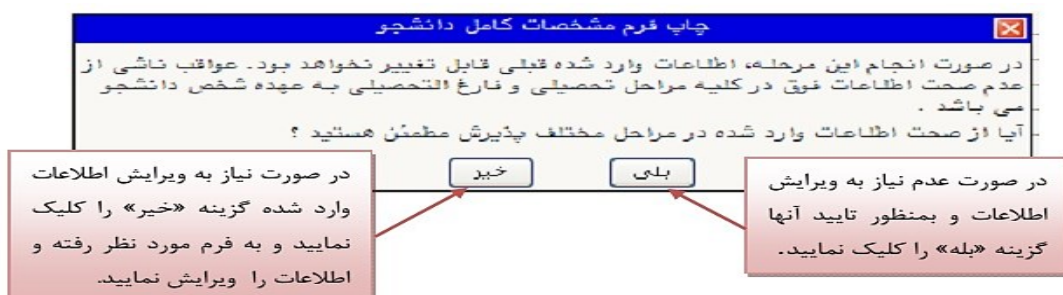 چاپ فرم مشخصات کامل دانشجو
در صورت انجام این مرحله، اطلاعات وارد شده قبلی قابل تغییر نخواهد بود. عواقب ناشی از
عدم صحت اطلاعات فوق در کلیه مراحل تحصیلی و فارغ التحصیلی به عهده شخص دانشجو
می باشد .
آیا از صحت اطلاعات وارد شده در مراحل مختلف پذیرش مطمئن هستید ؟
بلی
خیر
در صورت عدم نیاز به ویرایش
اطلاعات و بمنظور تایید آنها
گزینه «بله» را کلیک نمایید.
در صورت نیاز به ویرایش اطلاعات
وارد شده گزینه «خیر» را کلیک
نمایید و به فرم مورد نظر رفته و
اطلاعات را ویرایش نمایید.